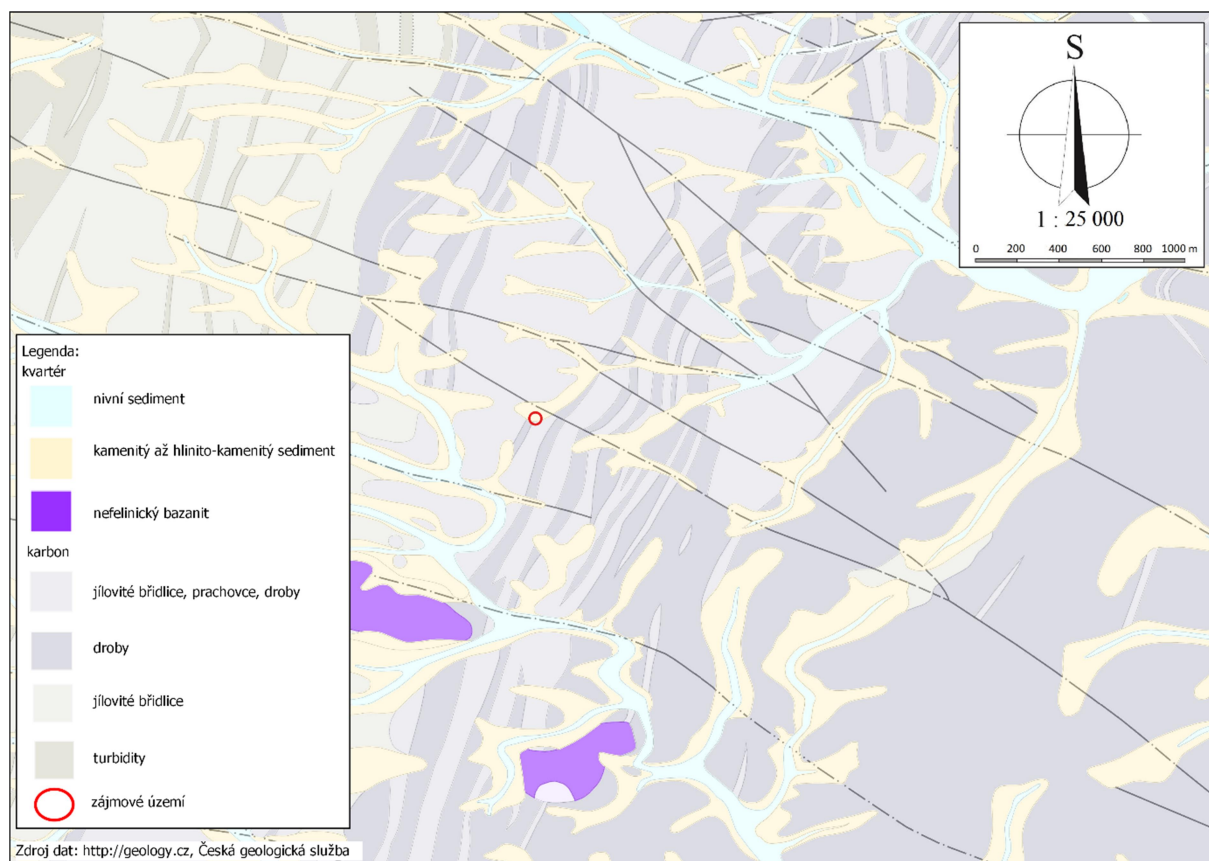 S
1 : 25 000
0 200 400 600 800 1000 m
Legenda:
kvartér
nivní sediment
kamenitý až hlinito-kamenitý sediment
nefelinický bazanit
karbon
jílovité břidlice, prachovce, droby
droby
jílovité břidlice
turbidity
zájmové území
Zdroj dat: http://geology.cz, Česká geologická služba